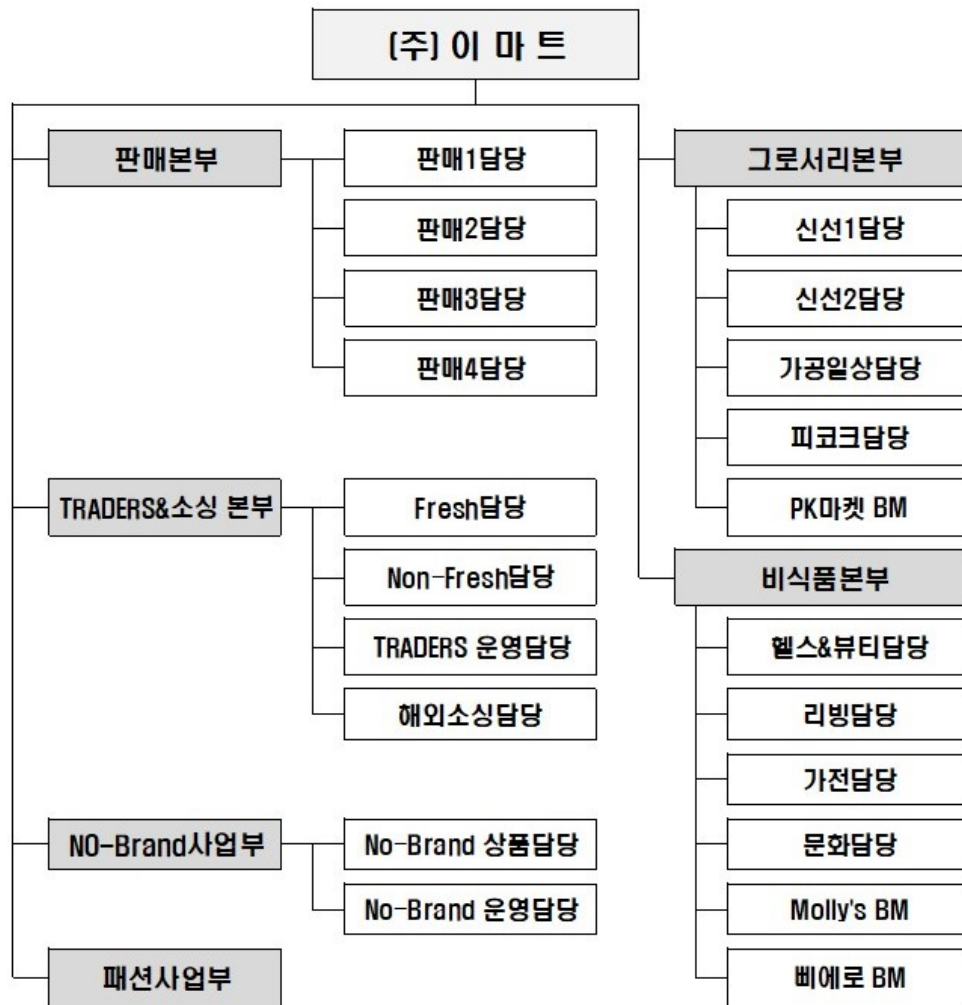 (주) 이 마 트
판매본부
판매1담당
판매2담당
판매3담당
판매4담당
TRADERS&소싱 본부
Fresh담당
Non-Fresh담당
TRADERS 운영담당
해외소싱담당
NO-Brand사업부
No-Brand 상품담당
No-Brand 운영담당
패션사업부
그로서리본부
신선1담당
신선2담당
가공일상담당
피코크담당
PK마켓 BM
비식품본부
헬스&뷰티담당
리빙담당
가전담당
문화담당
Molly's BM
삐에로 BM